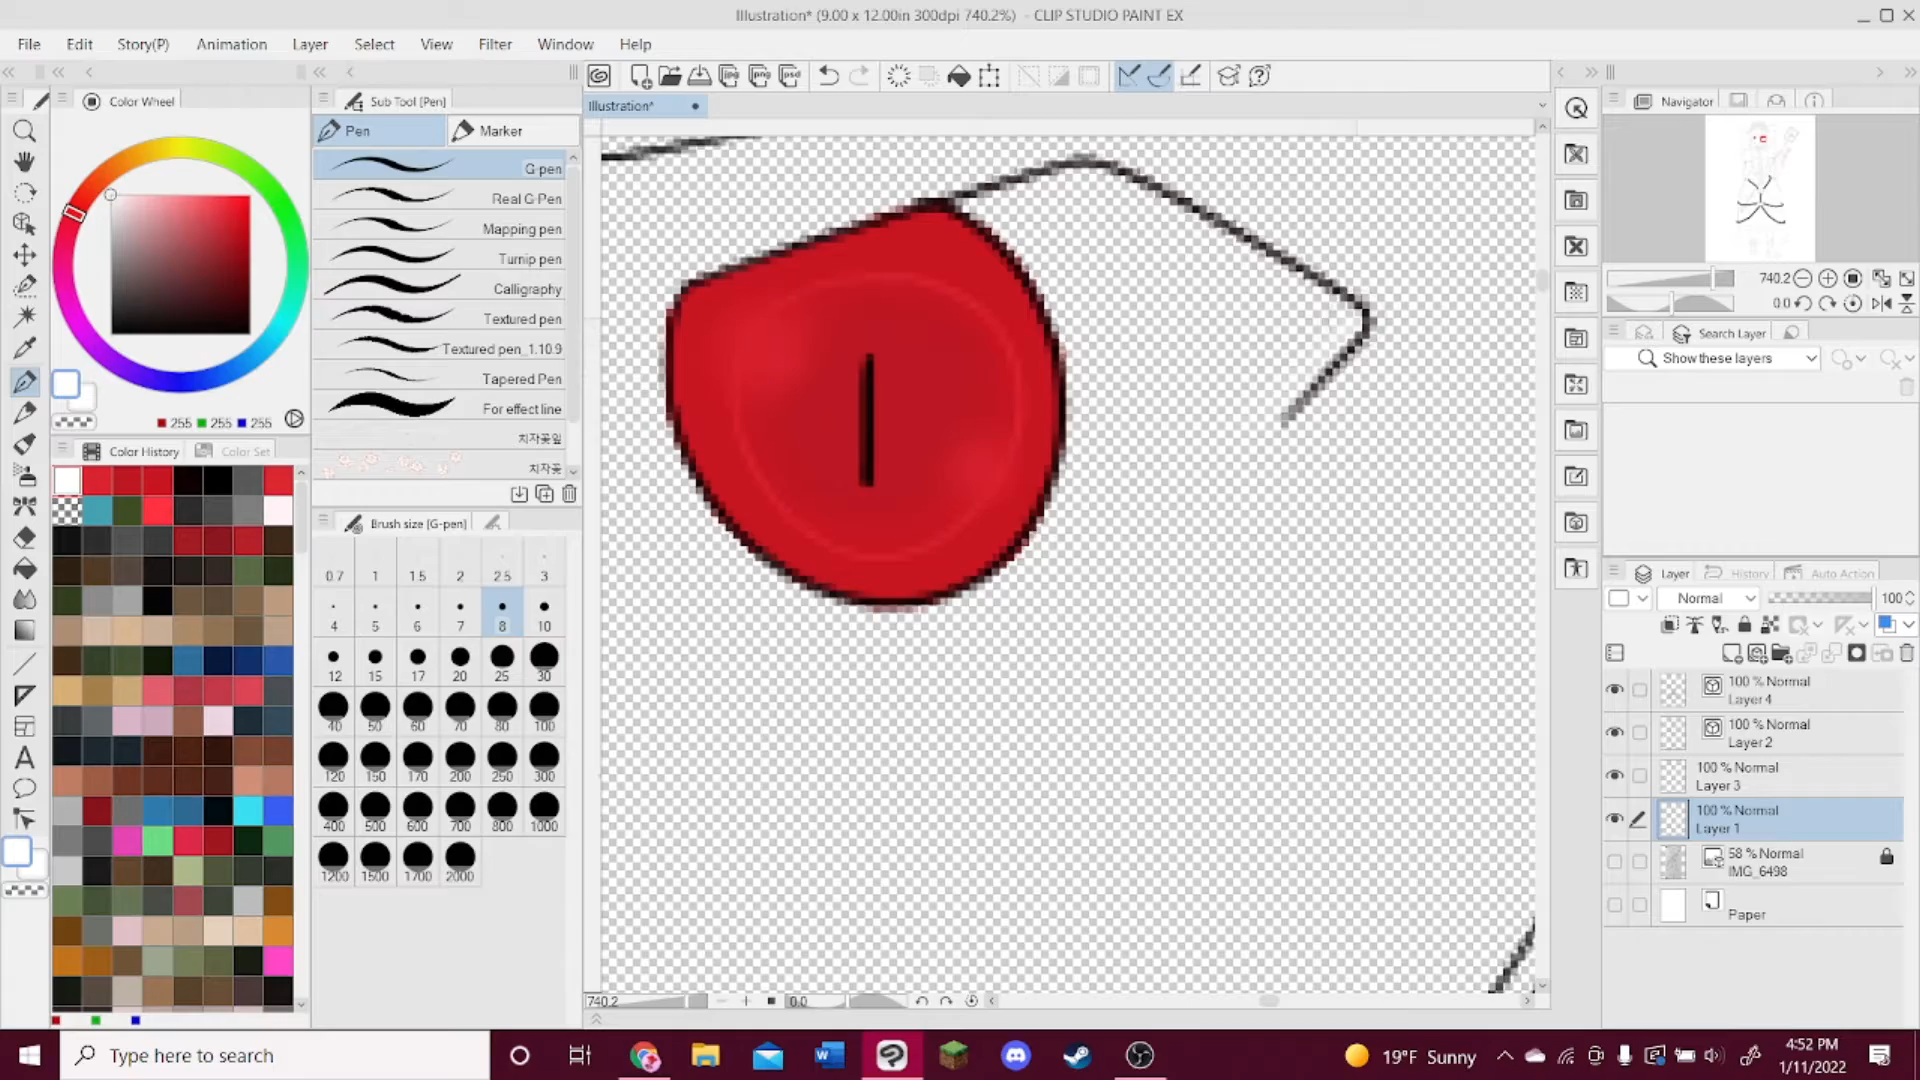 Illustration* (9.00 x 12.00in 300dpi 740.2%) - CLIP STUDIO PAINT EX
File Edit Story(P) Animation Layer Select View Filter Window Help
Color Wheel
Sub Tool [Pen]
Illustration*
Navigator
Pen
Marker
G-pen
Real G-Pen
Mapping pen
Turnip pen
Calligraphy
Textured pen
Textured pen_1.10.9
Tapered Pen
For effect line
치자꽃잎
치자꽃
255 255 255
Color History
Color Set
Brush size [G-pen]
0.7 1 1.5 2 2.5 3
4 5 6 7 8 10
12 15 17 20 25 30
40 50 60 70 80 100
120 150 170 200 250 300
400 500 600 700 800 1000
1200 1500 1700 2000
740.2
0.0
Search Layer
Show these layers
Layer
History
Auto Action
Normal
100
100 % Normal
Layer 4
100 % Normal
Layer 2
100 % Normal
Layer 3
100 % Normal
Layer 1
58 % Normal
IMG_6498
Paper
740.2
0.0
Type here to search
19°F Sunny
4:52 PM
1/11/2022